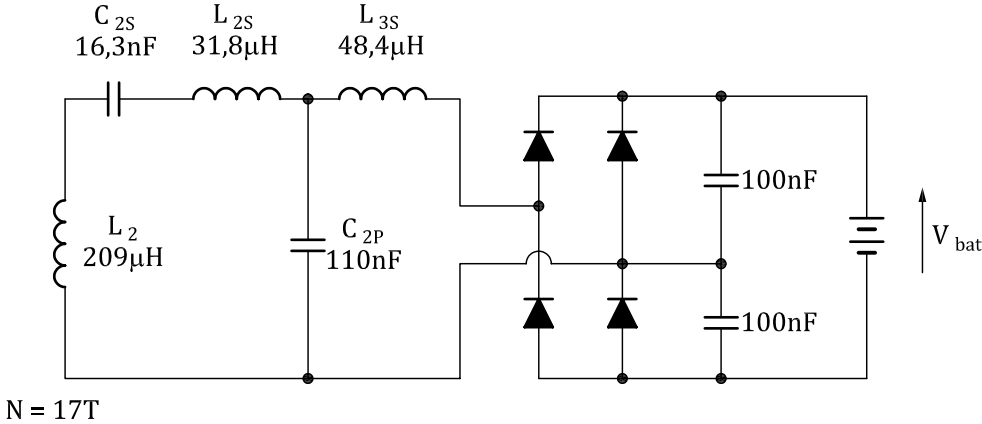 C 2S
16,3nF
L 2S
31,8µH
L 3S
48,4µH
L 2
209µH
C 2P
110nF
100nF
100nF
V bat
N = 17T